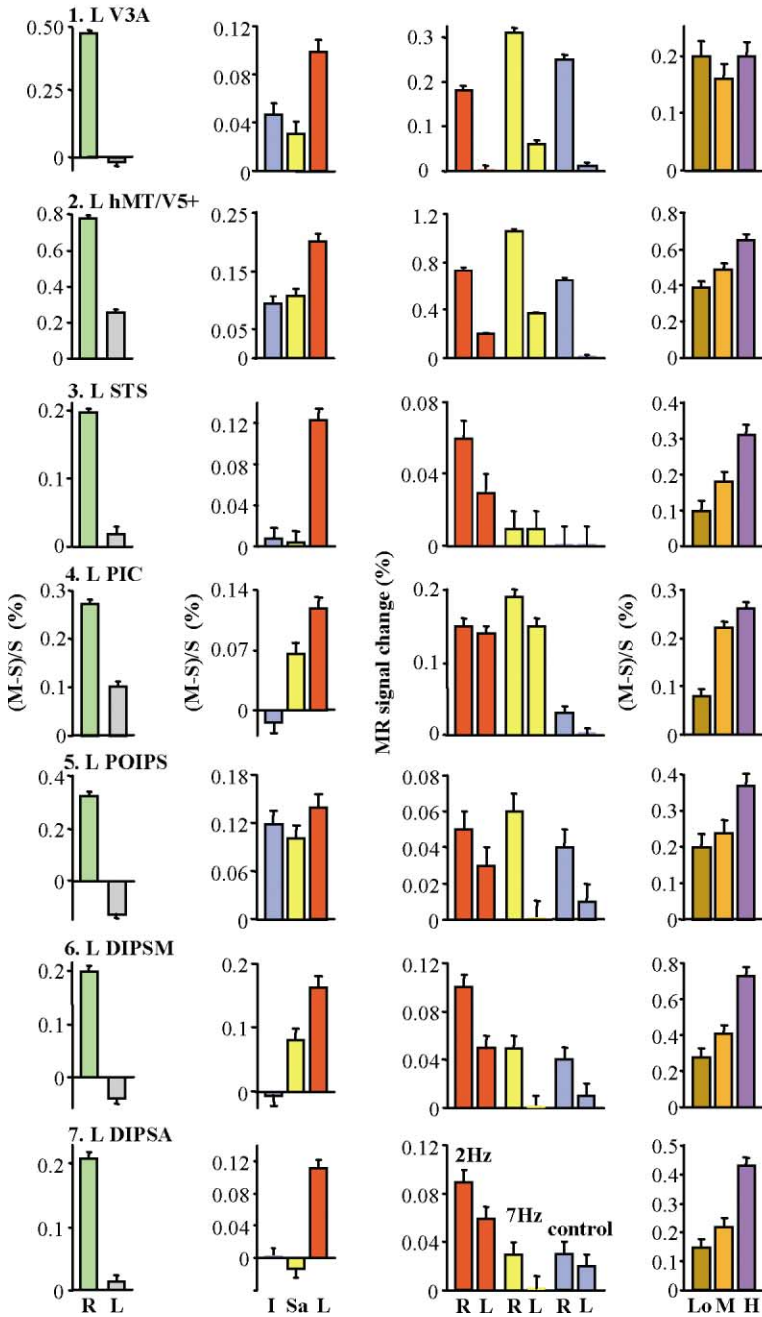 1. L V3A
0.50 0.25 0
0.12 0.08 0.04 0
0.3 0.2 0.1 0
0.2 0.1 0
2. L hMT/V5+
0.8 0.6 0.4 0.2 0
0.25 0.15 0.05
1.2 0.8 0.4 0
0.8 0.6 0.4 0.2 0
3. L STS
0.2 0.1 0
0.12 0.08 0.04 0
0.08 0.04 0
0.4 0.3 0.2 0.1 0
4. L PIC
0.3 0.2 0.1 0
0.14 0.07 0
0.2 0.1 0
0.3 0.2 0.1 0
(M-S)/S (%)
(M-S)/S (%)
MR signal change (%)
(M-S)/S (%)
5. L POIPS
0.4 0.2 0
0.18 0.12 0.06 0
0.08 0.06 0.04 0.02 0
0.4 0.3 0.2 0.1 0
6. L DIPSM
0.2 0.1 0
0.2 0.1 0
0.12 0.08 0.04 0
0.8 0.6 0.4 0.2 0
7. L DIPSA
0.2 0.1 0
0.12 0.08 0.04 0
0.12 0.08 0.04 0
0.5 0.4 0.3 0.2 0.1 0
2Hz
7Hz
control
R L I Sa L R L R L R L Lo M H